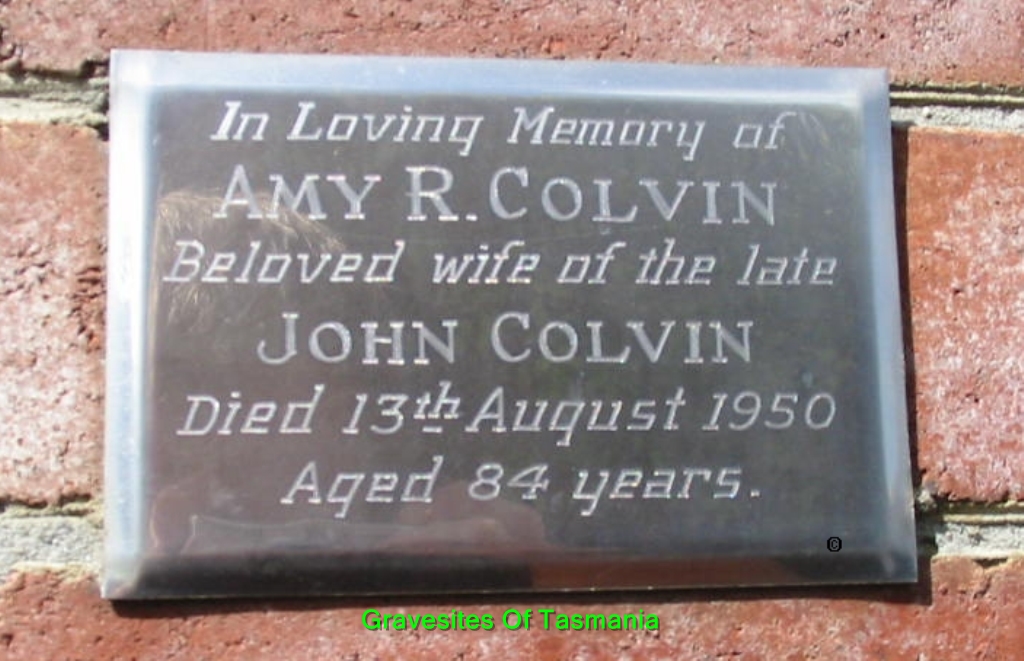 In Loving Memory of
AMY R. COLVIN
Beloved wife of the late
JOHN COLVIN
Died 13th August 1950
Aged 84 years.
©
Gravesites Of Tasmania